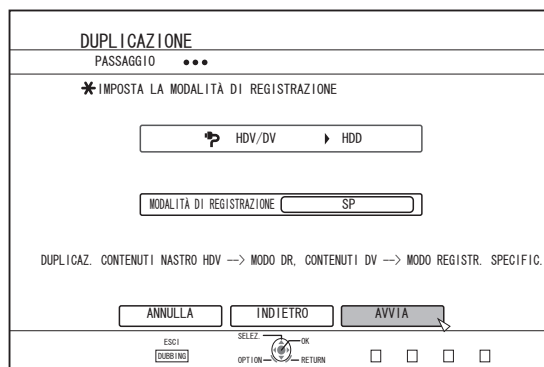 DUPLICAZIONE
PASSAGGIO
IMPOSTA LA MODALITÀ DI REGISTRAZIONE
HDV/DV HDD
MODALITÀ DI REGISTRAZIONE SP
DUPLICAZ. CONTENUTI NASTRO HDV --> MODO DR, CONTENUTI DV --> MODO REGISTR. SPECIFIC.
ANNULLA INDIETRO AVVIA
ESCI SELEZ. OK
DUBBING OPTION RETURN